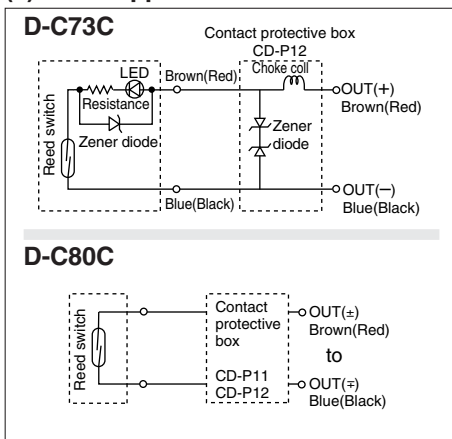 D-C73C
Contact protective box
CD-P12
Choke coil
LED
Brown(Red)
OUT(+)
Brown(Red)
Resistance
Zener diode
Zener
diode
Reed switch
Blue(Black)
OUT(−)
Blue(Black)
D-C80C
Reed switch
Contact
protective
box
CD-P11
CD-P12
OUT(±)
Brown(Red)
to
OUT(∓)
Blue(Black)